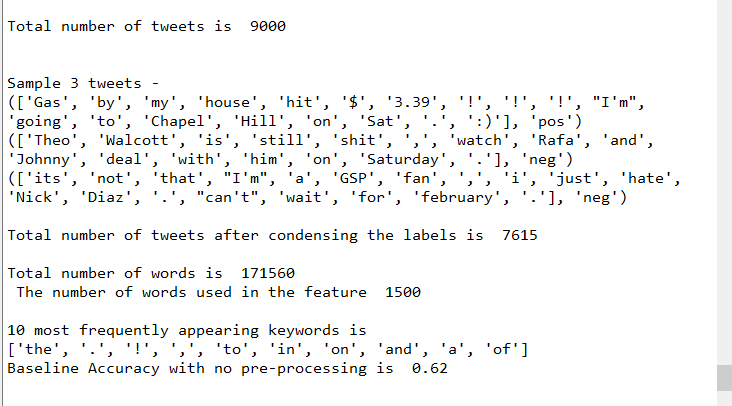 Total number of tweets is  9000
Sample 3 tweets -
(['Gas', 'by', 'my', 'house', 'hit', '$', '3.39', '!', '!', '!', "I'm",
'going', 'to', 'Chapel', 'Hill', 'on', 'Sat', '.', ':)'], 'pos')
(['Theo', 'Walcott', 'is', 'still', 'shit', ',', 'watch', 'Rafa', 'and',
'Johnny', 'deal', 'with', 'him', 'on', 'Saturday', '.'], 'neg')
(['its', 'not', 'that', "I'm", 'a', 'GSP', 'fan', ',', 'i', 'just', 'hate',
'Nick', 'Diaz', '.', "can't", 'wait', 'for', 'february', '.'], 'neg')
Total number of tweets after condensing the labels is  7615
Total number of words is  171560
The number of words used in the feature  1500
10 most frequently appearing keywords is
['the', '.', '!', ',', 'to', 'in', 'on', 'and', 'a', 'of']
Baseline Accuracy with no pre-processing is  0.62